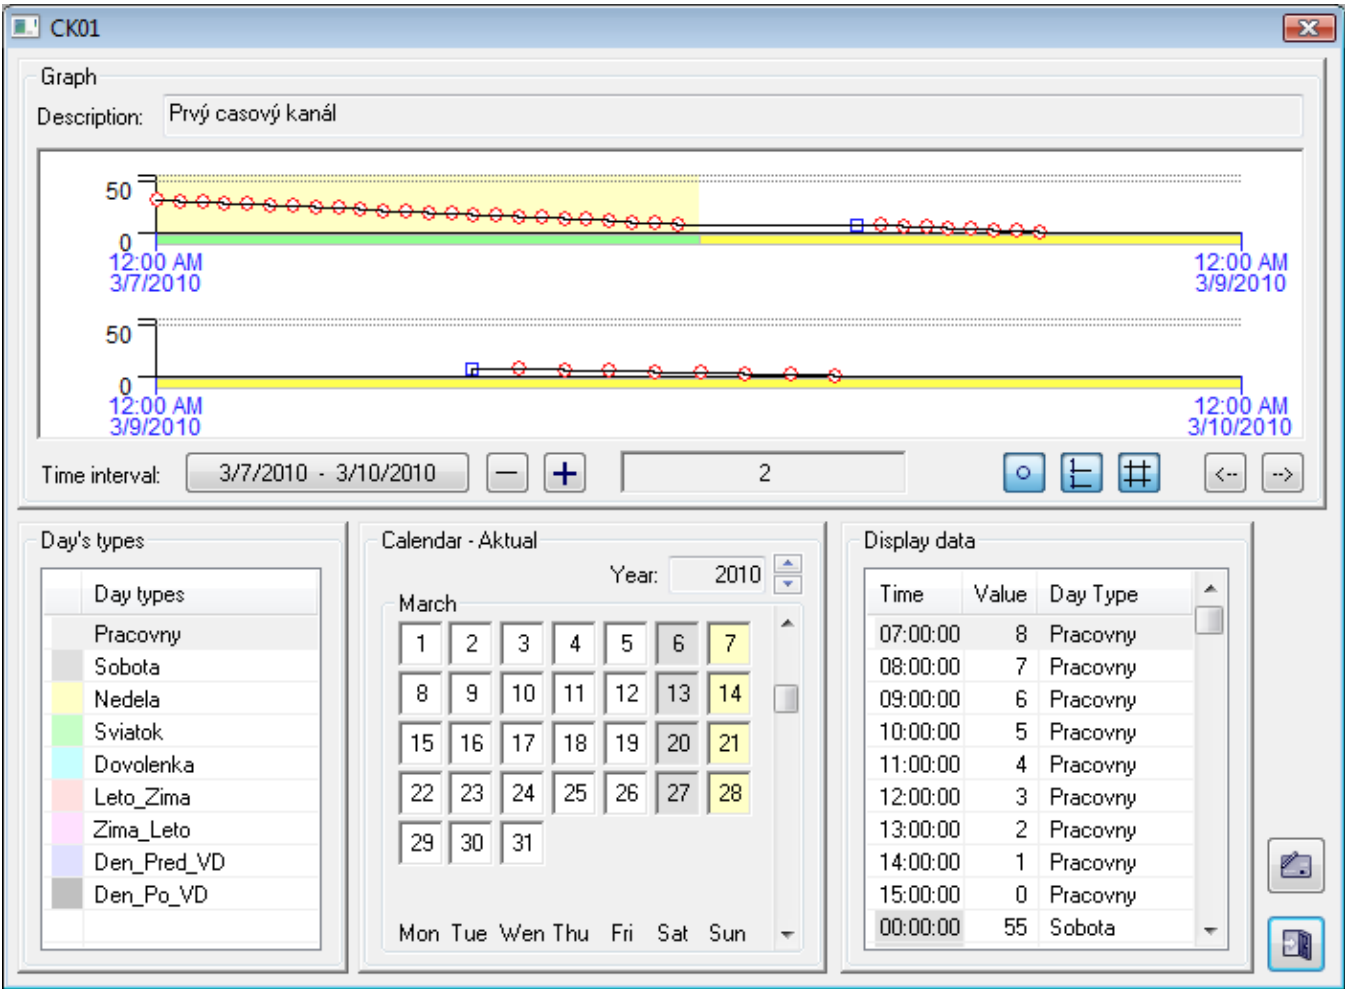 CK01
Graph
Description: Prvý casový kanál
50
0
12:00 AM 12:00 AM
3/7/2010 3/9/2010
50
0
12:00 AM 12:00 AM
3/9/2010 3/10/2010
Time interval: 3/7/2010 - 3/10/2010 2 <-- -->
Day's types
Day types
Pracovny
Sobota
Nedela
Sviatok
Dovolenka
Leto_Zima
Zima_Leto
Den_Pred_VD
Den_Po_VD
Calendar - Aktual
Year: 2010
March
1 2 3 4 5 6 7
8 9 10 11 12 13 14
15 16 17 18 19 20 21
22 23 24 25 26 27 28
29 30 31
Mon Tue Wen Thu Fri Sat Sun
Display data
Time Value Day Type
07:00:00 8 Pracovny
08:00:00 7 Pracovny
09:00:00 6 Pracovny
10:00:00 5 Pracovny
11:00:00 4 Pracovny
12:00:00 3 Pracovny
13:00:00 2 Pracovny
14:00:00 1 Pracovny
15:00:00 0 Pracovny
00:00:00 55 Sobota